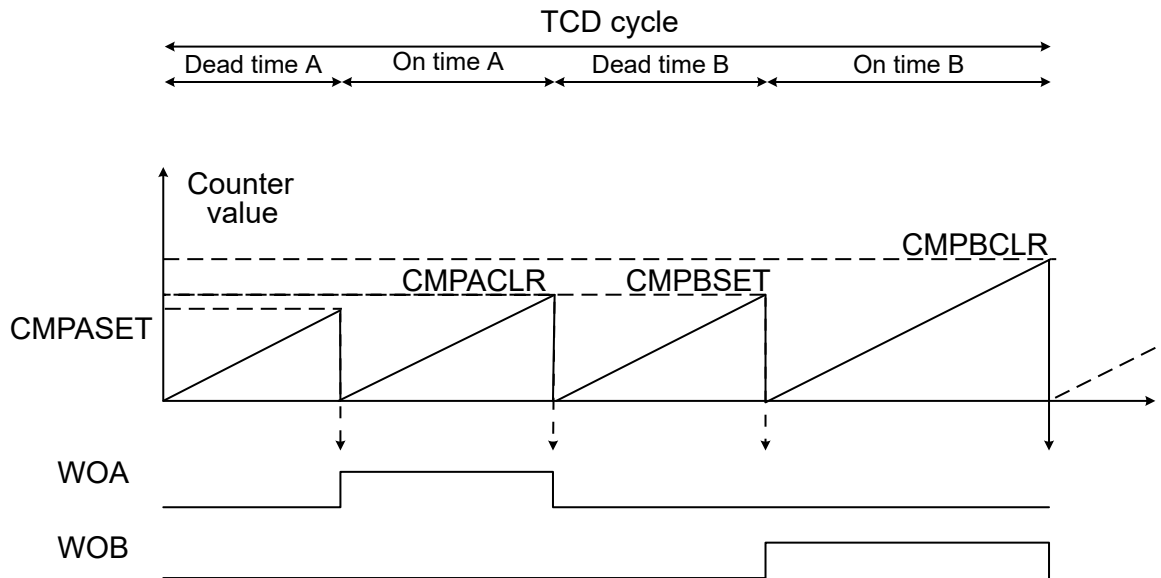 TCD cycle
Dead time A
On time A
Dead time B
On time B
Counter
value
CMPBCLR
CMPACLR
CMPBSET
CMPASET
WOA
WOB